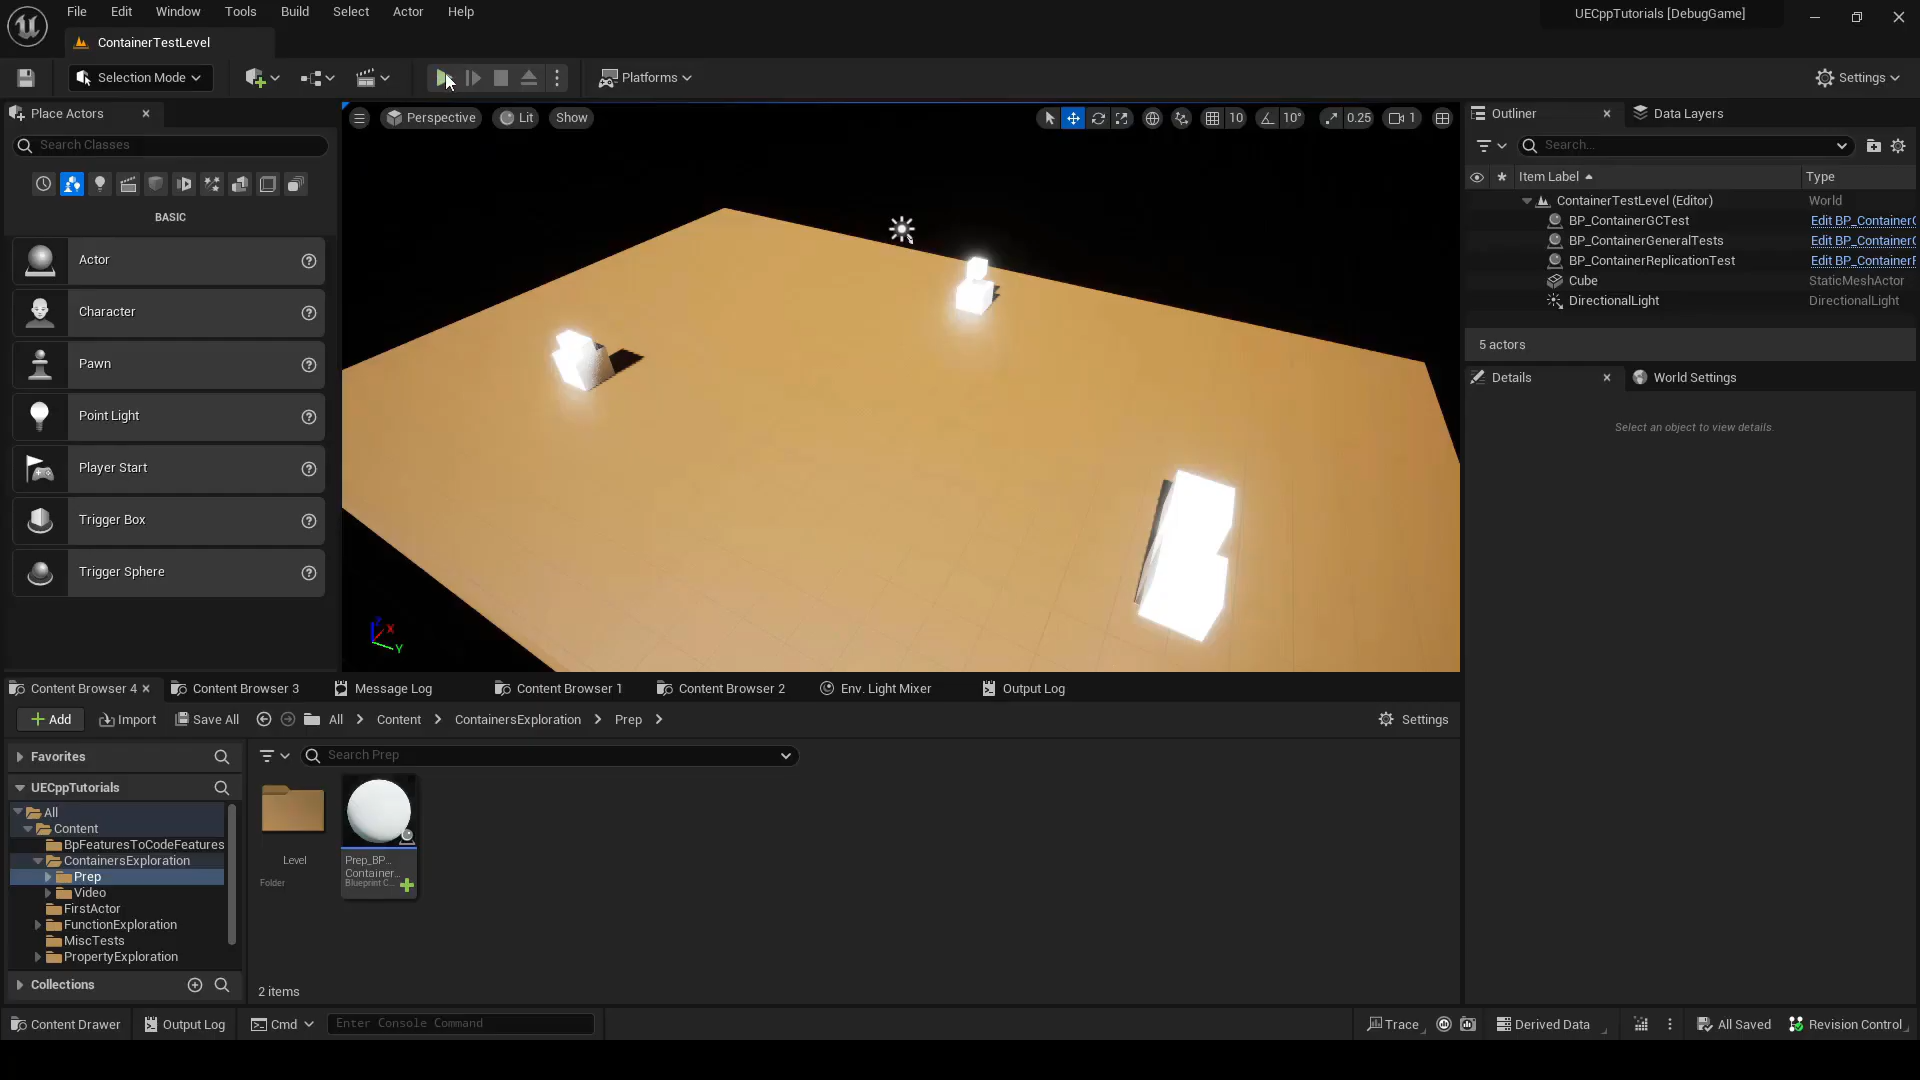 File Edit Window Tools Build Select Actor Help
UECppTutorials [DebugGame]
ContainerTestLevel
Selection Mode
Platforms
Settings
Place Actors
Search Classes
BASIC
Actor
Character
Pawn
Point Light
Player Start
Trigger Box
Trigger Sphere
Perspective Lit Show
10 10° 0.25 1
X
Y
Outliner Data Layers
Search...
Item Label Type
ContainerTestLevel (Editor) World
BP_ContainerGCTest Edit BP_ContainerG
BP_ContainerGeneralTests Edit BP_ContainerG
BP_ContainerReplicationTest Edit BP_ContainerR
Cube StaticMeshActor
DirectionalLight DirectionalLight
5 actors
Details World Settings
Select an object to view details.
Content Browser 4 Content Browser 3 Message Log Content Browser 1 Content Browser 2 Env. Light Mixer Output Log
Add Import Save All All Content ContainersExploration Prep Settings
Favorites
UECppTutorials
All
Content
BpFeaturesToCodeFeatures
ContainersExploration
Prep
Video
FirstActor
FunctionExploration
MiscTests
PropertyExploration
Collections
Search Prep
Level
Folder
Prep_BP...
Container...
Blueprint C...
2 items
Content Drawer Output Log Cmd Enter Console Command Trace Derived Data All Saved Revision Control